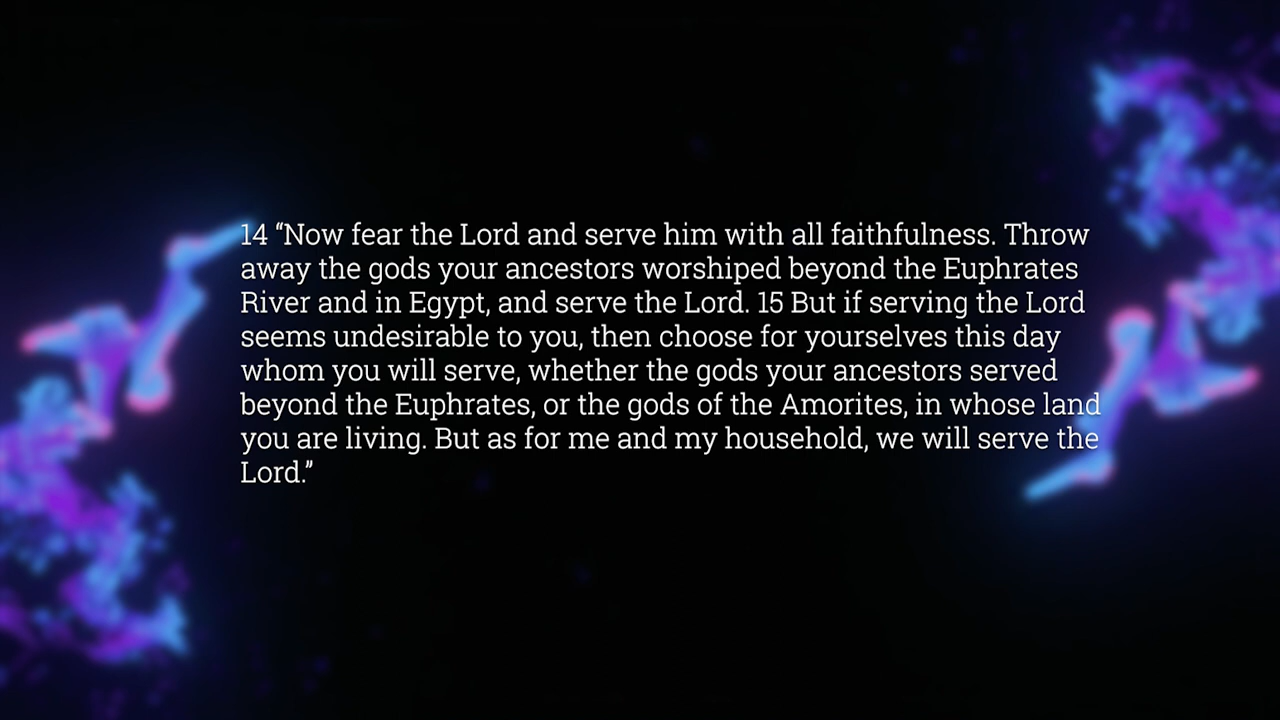 14 “Now fear the Lord and serve him with all faithfulness. Throw
away the gods your ancestors worshiped beyond the Euphrates
River and in Egypt, and serve the Lord. 15 But if serving the Lord
seems undesirable to you, then choose for yourselves this day
whom you will serve, whether the gods your ancestors served
beyond the Euphrates, or the gods of the Amorites, in whose land
you are living. But as for me and my household, we will serve the
Lord.”